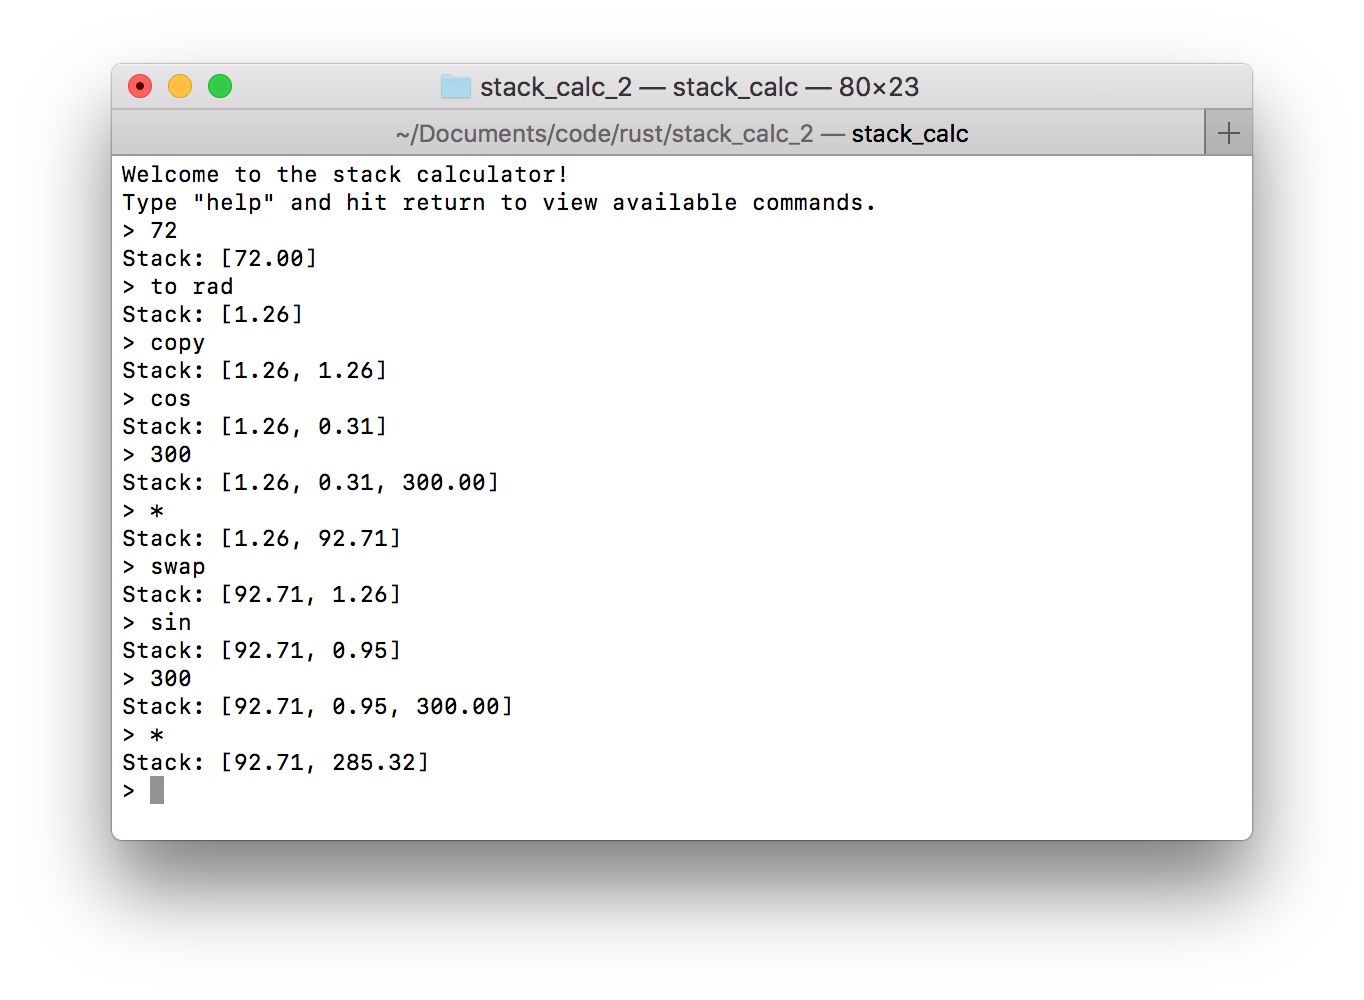 stack_calc_2 — stack_calc — 80×23
~/Documents/code/rust/stack_calc_2 — stack_calc +
Welcome to the stack calculator!
Type "help" and hit return to view available commands.
> 72
Stack: [72.00]
> to rad
Stack: [1.26]
> copy
Stack: [1.26, 1.26]
> cos
Stack: [1.26, 0.31]
> 300
Stack: [1.26, 0.31, 300.00]
> *
Stack: [1.26, 92.71]
> swap
Stack: [92.71, 1.26]
> sin
Stack: [92.71, 0.95]
> 300
Stack: [92.71, 0.95, 300.00]
> *
Stack: [92.71, 285.32]
>